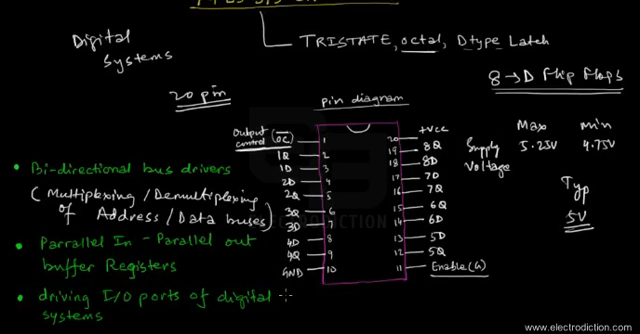 Digital
Systems
TRISTATE, octal, Dtype Latch
8 → D Flip Flops
20 pin
pin diagram
Output
control (OC)
1Q
1D
2D
2Q
3Q
3D
4D
4Q
GND
1
2
3
4
5
6
7
8
9
10
20
19
18
17
16
15
14
13
12
11
+VCC
8Q
8D
7D
7Q
6Q
6D
5D
5Q
Enable(G)
Max min
Supply 5.25V 4.75V
Voltage
Typ
5V
• Bi-directional bus drivers
( Multiplexing / Demultiplexing
of Address / Data buses )
• Parrallel In - Parallel out
buffer Registers
• driving I/O ports of digital
systems
www.electrodiction.com